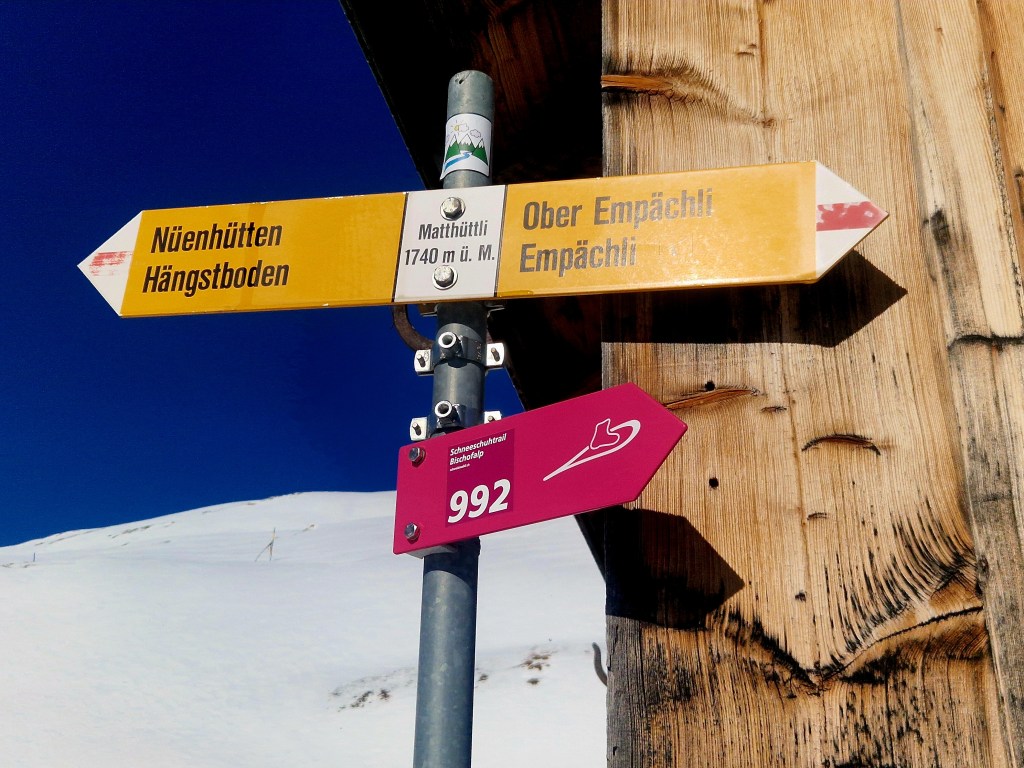 Nüenhütten
Hängstboden
Matthüttli
1740 m ü. M.
Ober Empächli
Empächli
Schneeschuhtrail
Bischofalp
992